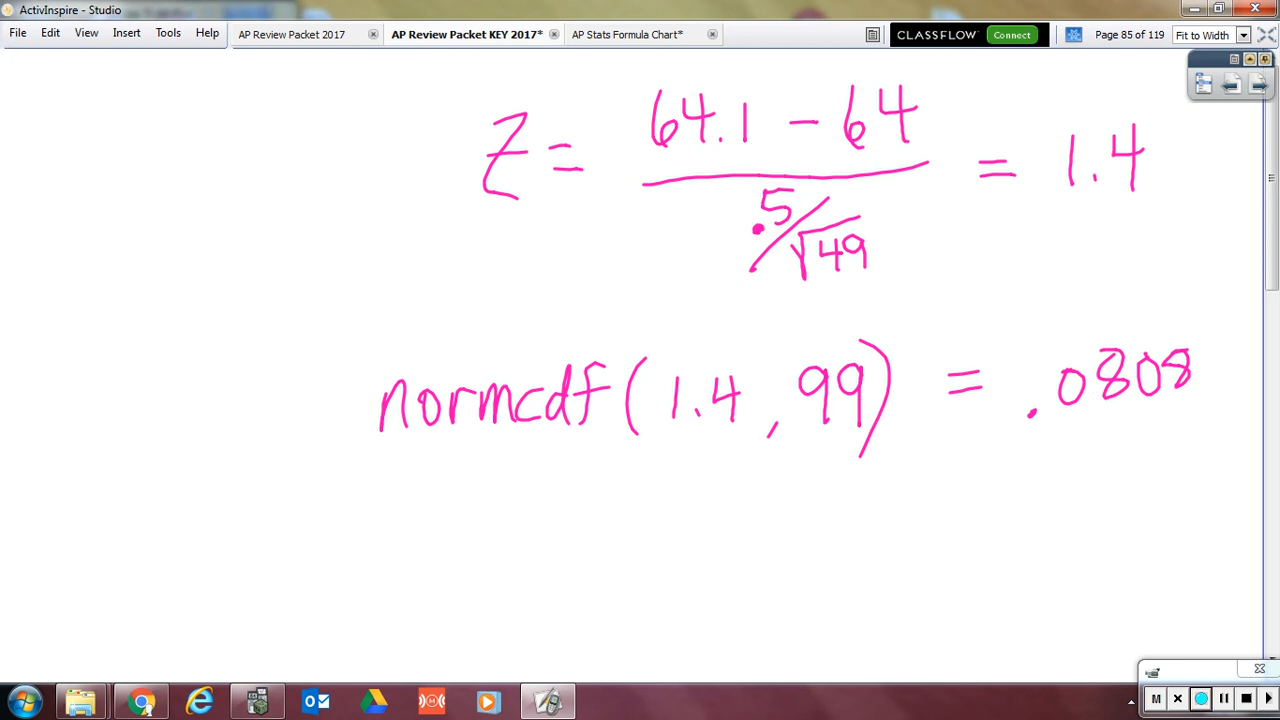 ActivInspire - Studio
File Edit View Insert Tools Help AP Review Packet 2017 AP Review Packet KEY 2017* AP Stats Formula Chart* CLASSFLOW Connect Page 85 of 119 Fit to Width
Z = 64.1 - 64 / .5/√49 = 1.4
normcdf(1.4, 99) = .0808
M